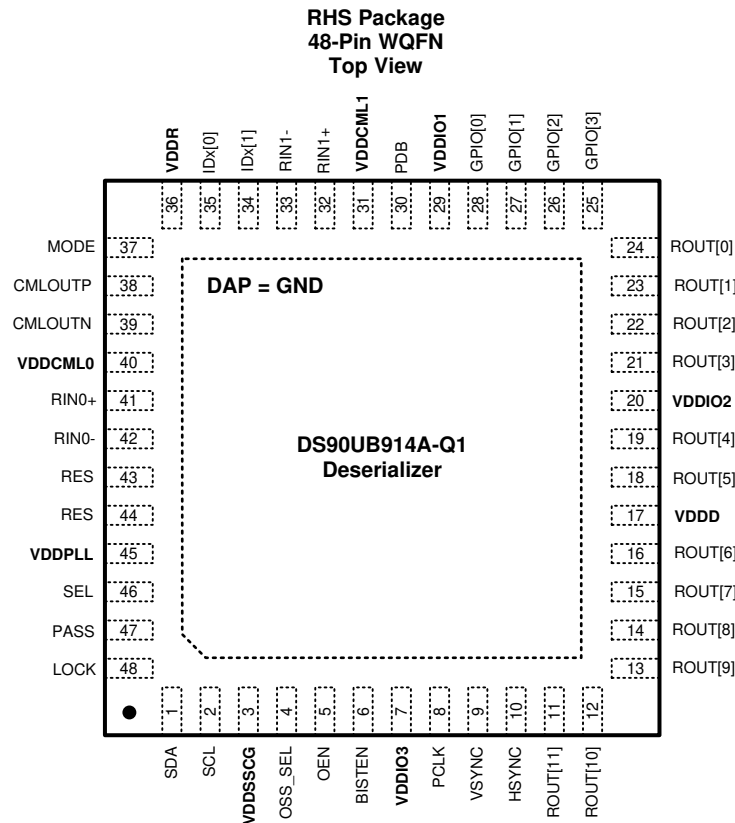 RHS Package
48-Pin WQFN
Top View
VDDR
IDx[0]
IDx[1]
RIN1-
RIN1+
VDDCML1
PDB
VDDIO1
GPIO[0]
GPIO[1]
GPIO[2]
GPIO[3]
36
35
34
33
32
31
30
29
28
27
26
25
MODE 37
CMLOUTP 38
CMLOUTN 39
VDDCML0 40
RIN0+ 41
RIN0- 42
RES 43
RES 44
VDDPLL 45
SEL 46
PASS 47
LOCK 48
DAP = GND
DS90UB914A-Q1
Deserializer
24 ROUT[0]
23 ROUT[1]
22 ROUT[2]
21 ROUT[3]
20 VDDIO2
19 ROUT[4]
18 ROUT[5]
17 VDDD
16 ROUT[6]
15 ROUT[7]
14 ROUT[8]
13 ROUT[9]
1
2
3
4
5
6
7
8
9
10
11
12
SDA
SCL
VDDSSCG
OSS_SEL
OEN
BISTEN
VDDIO3
PCLK
VSYNC
HSYNC
ROUT[11]
ROUT[10]